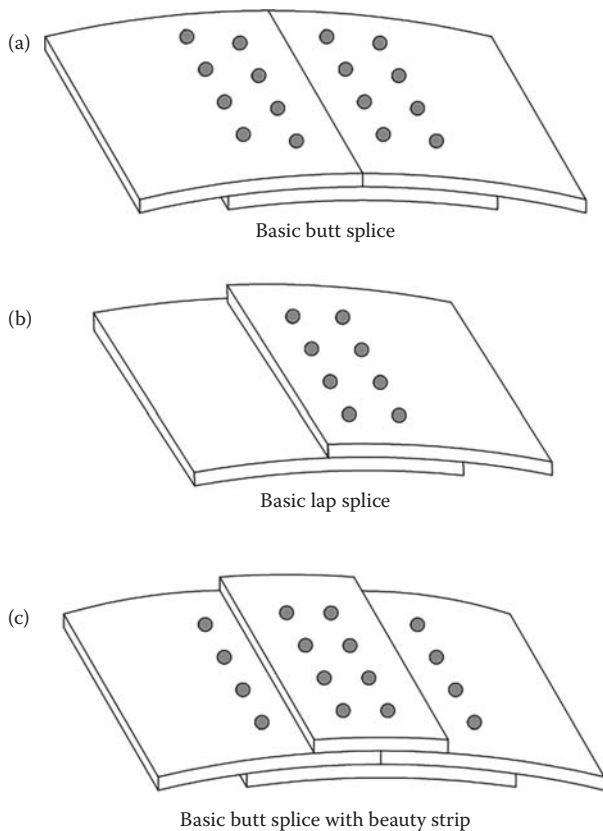 (a)
Basic butt splice
(b)
Basic lap splice
(c)
Basic butt splice with beauty strip